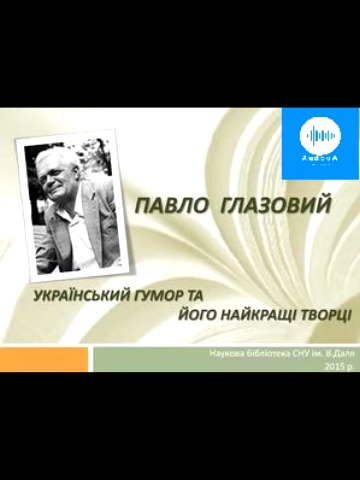 ПАВЛО ГЛАЗОВИЙ
УКРАЇНСЬКИЙ ГУМОР ТА
ЙОГО НАЙКРАЩІ ТВОРЦІ
Наукова бібліотека СНУ ім. В.Даля
2015 р.